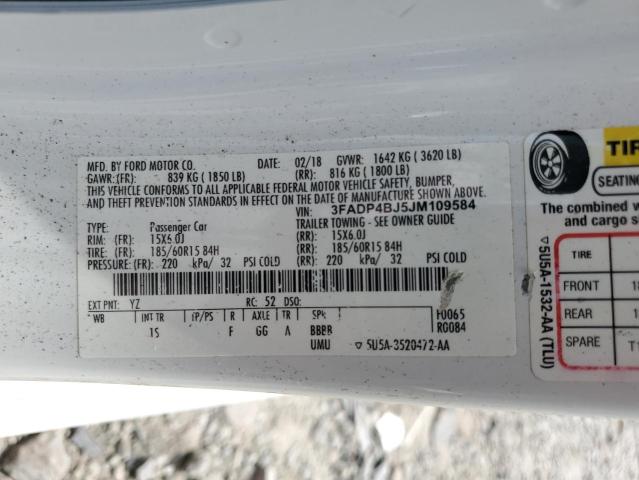 MFD. BY FORD MOTOR CO. DATE: 02/18 GVWR: 1642 KG ( 3620 LB)
GAWR:(FR): 839 KG ( 1850 LB) (RR): 816 KG ( 1800 LB)
THIS VEHICLE CONFORMS TO ALL APPLICABLE FEDERAL MOTOR VEHICLE SAFETY, BUMPER,
AND THEFT PREVENTION STANDARDS IN EFFECT ON THE DATE OF MANUFACTURE SHOWN ABOVE
VIN: 3FADP4BJ5JM109584
TYPE: Passenger Car TRAILER TOWING - SEE OWNER GUIDE
RIM: (FR): 15X6.0J (RR): 15X6.0J
TIRE: (FR): 185/60R15 84H (RR): 185/60R15 84H
PRESSURE:(FR): 220 kPa/ 32 PSI COLD (RR): 220 kPa/ 32 PSI COLD
EXT PNT: YZ RC: 52 DSO:
WB INT TR TP/PS R AXLE TR SPR F0065
15 F GG A BBBB R0084
UMU ▽ 5U5A-3520472-AA
SEATING
The combined w
and cargo s
▽5U5A-1532-AA (TLU)
TIRE
FRONT
REAR
SPARE